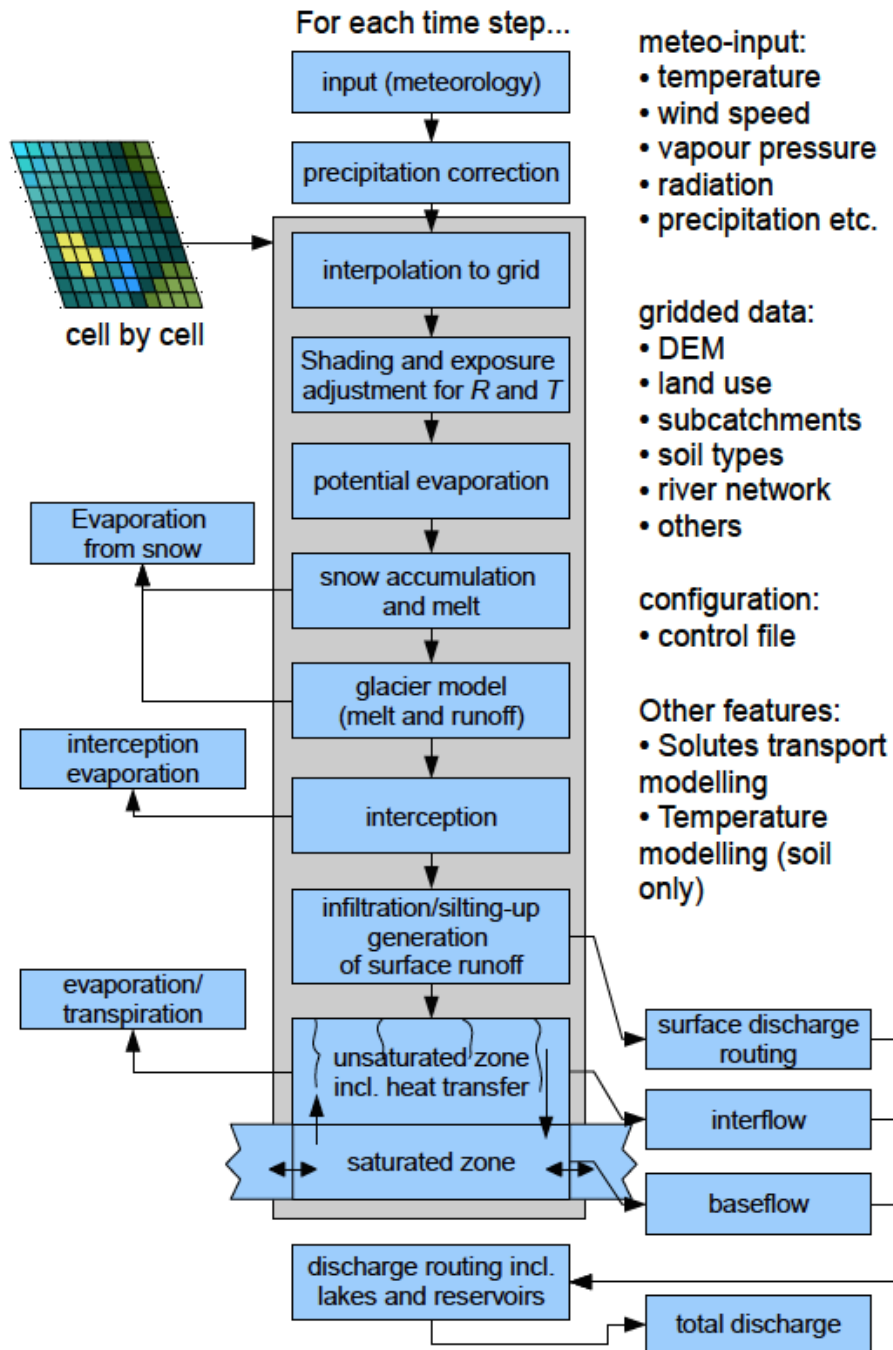 For each time step...
input (meteorology)
precipitation correction
cell by cell
interpolation to grid
Shading and exposure
adjustment for R and T
potential evaporation
Evaporation
from snow
snow accumulation
and melt
glacier model
(melt and runoff)
interception
evaporation
interception
infiltration/silting-up
generation
of surface runoff
evaporation/
transpiration
unsaturated zone
incl. heat transfer
saturated zone
surface discharge
routing
interflow
baseflow
discharge routing incl.
lakes and reservoirs
total discharge
meteo-input:
• temperature
• wind speed
• vapour pressure
• radiation
• precipitation etc.
gridded data:
• DEM
• land use
• subcatchments
• soil types
• river network
• others
configuration:
• control file
Other features:
• Solutes transport
modelling
• Temperature
modelling (soil
only)